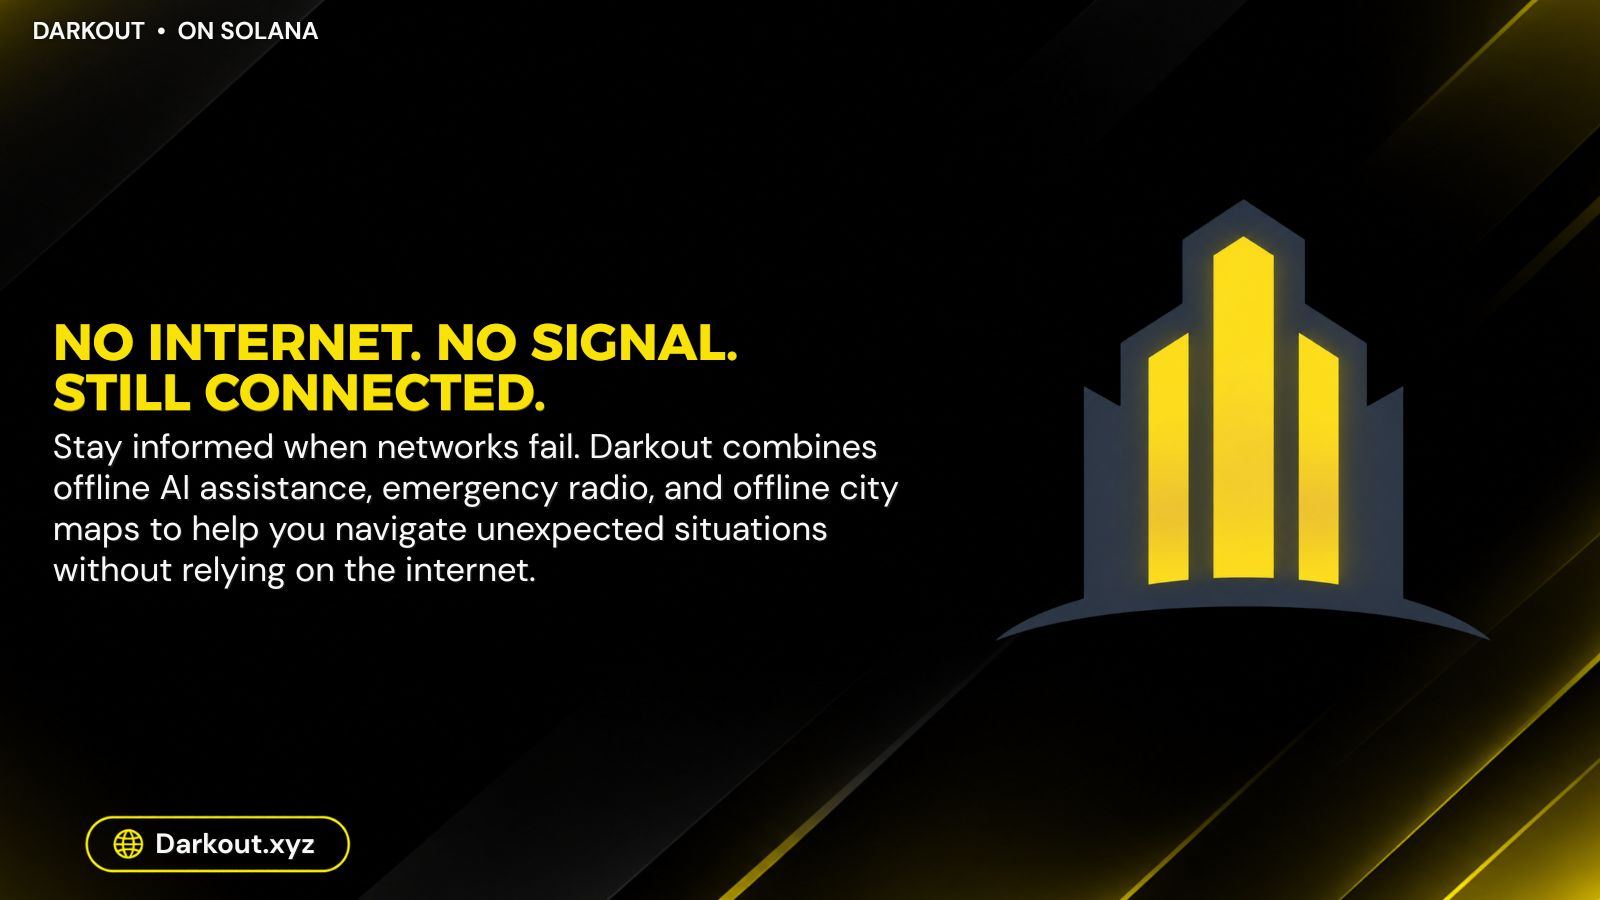 DARKOUT • ON SOLANA
NO INTERNET. NO SIGNAL.
STILL CONNECTED.
Stay informed when networks fail. Darkout combines
offline AI assistance, emergency radio, and offline city
maps to help you navigate unexpected situations
without relying on the internet.
Darkout.xyz